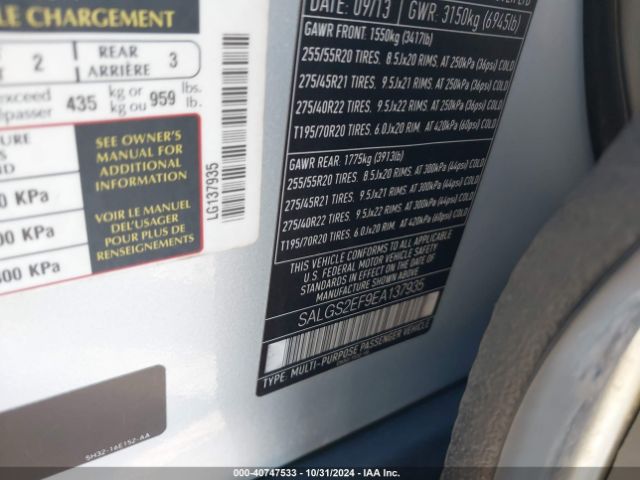 LE CHARGEMENT
2 REAR ARRIÈRE 3
exceed 435 kg or kg ou 959 lbs. lb.
SEE OWNER'S
MANUAL FOR
ADDITIONAL
INFORMATION
VOIR LE MANUEL
DEL'USAGER
POUR PLUS DE
RENSEIGNEMENTS
00 KPa
300 KPa
LG137935
DATE: 09/13 GWR: 3150kg (6945lb)
GAWR FRONT: 1550kg (3417lb)
255/55R20 TIRES. 8.5Jx20 RIMS. AT 250kPa (36psi) COLD
275/45R21 TIRES. 9.5Jx21 RIMS. AT 250kPa (36psi) COLD
275/40R22 TIRES. 9.5Jx22 RIMS. AT 250kPa (36psi) COLD
T195/70R20 TIRES. 6.0Jx20 RIM. AT 420kPa (60psi) COLD
GAWR REAR. 1775kg (3913lb)
255/55R20 TIRES. 8.5Jx20 RIMS. AT 300kPa (44psi) COLD
275/45R21 TIRES. 9.5Jx21 RIMS. AT 300kPa (44psi) COLD
275/40R22 TIRES. 9.5Jx22 RIMS. AT 300kPa (44psi) COLD
T195/70R20 TIRES. 6.0Jx20 RIM. AT 420kPa (60psi) COLD
THIS VEHICLE CONFORMS TO ALL APPLICABLE
U.S. FEDERAL MOTOR VEHICLE SAFETY
STANDARDS IN EFFECT ON THE DATE OF
MANUFACTURE SHOWN ABOVE.
SALGS2EF9EA137935
TYPE: MULTI-PURPOSE PASSENGER VEHICLE
5H32-16E152-AA
000-40747533 - 10/31/2024 - IAA Inc.